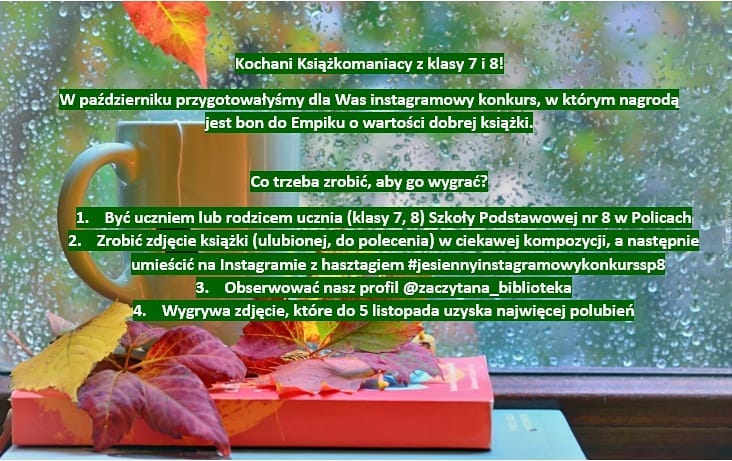 Kochani Książkomaniacy z klasy 7 i 8!
W październiku przygotowałyśmy dla Was instagramowy konkurs, w którym nagrodą
jest bon do Empiku o wartości dobrej książki.
Co trzeba zrobić, aby go wygrać?
1. Być uczniem lub rodzicem ucznia (klasy 7, 8) Szkoły Podstawowej nr 8 w Policach
2. Zrobić zdjęcie książki (ulubionej, do polecenia) w ciekawej kompozycji, a następnie
umieścić na Instagramie z hasztagiem #jesiennyinstagramowykonkurssp8
3. Obserwować nasz profil @zaczytana_biblioteka
4. Wygrywa zdjęcie, które do 5 listopada uzyska najwięcej polubień